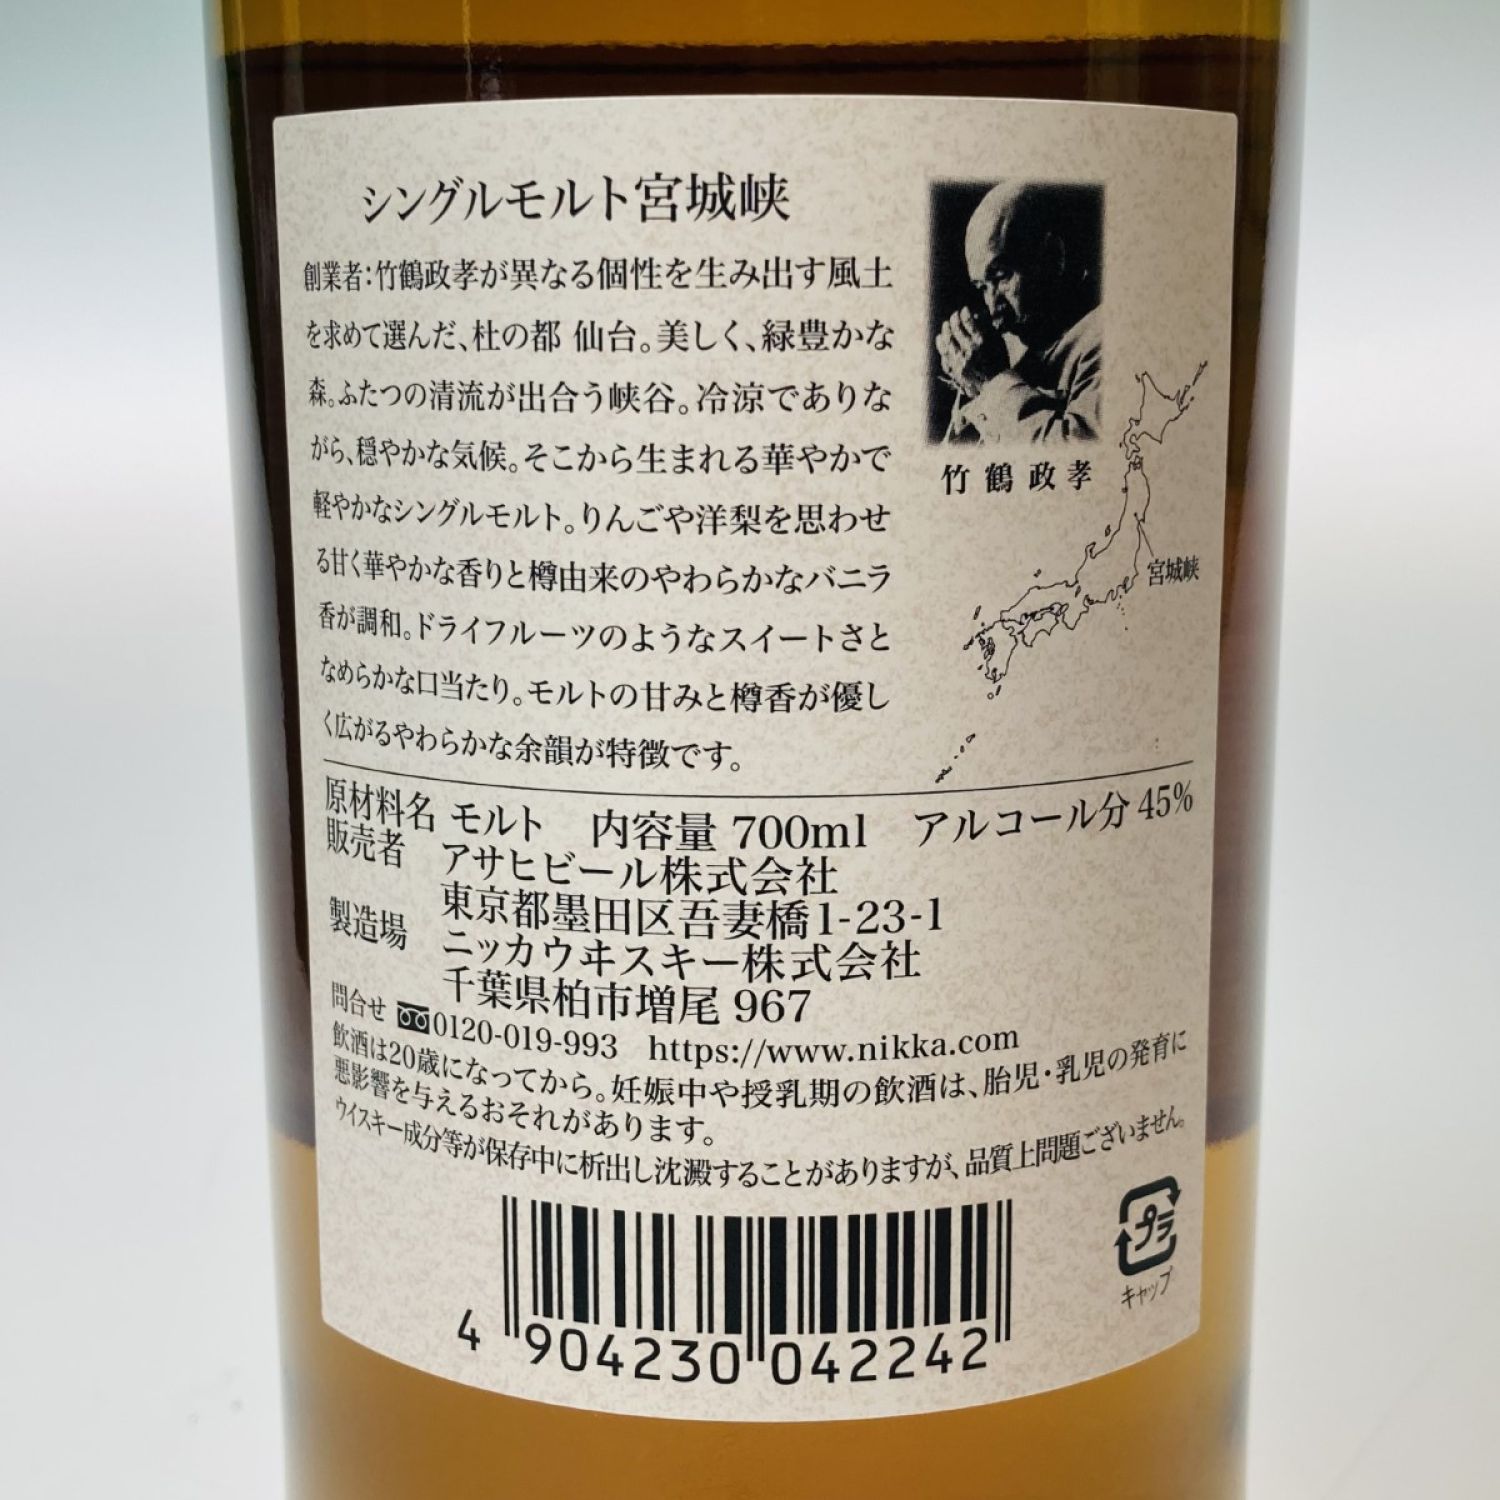 シングルモルト宮城峡
創業者:竹鶴政孝が異なる個性を生み出す風土
を求めて選んだ、杜の都 仙台。美しく、緑豊かな
森。ふたつの清流が出合う峡谷。冷涼でありな
がら、穏やかな気候。そこから生まれる華やかで
軽やかなシングルモルト。りんごや洋梨を思わせ
る甘く華やかな香りと樽由来のやわらかなバニラ
香が調和。ドライフルーツのようなスイートさと
なめらかな口当たり。モルトの甘みと樽香が優し
く広がるやわらかな余韻が特徴です。
竹鶴政孝
宮城峡
原材料名 モルト 内容量 700ml アルコール分 45%
販売者 アサヒビール株式会社
東京都墨田区吾妻橋1-23-1
製造場 ニッカウヰスキー株式会社
千葉県柏市増尾 967
問合せ 0120-019-993 https://www.nikka.com
飲酒は20歳になってから。妊娠中や授乳期の飲酒は、胎児・乳児の発育に
悪影響を与えるおそれがあります。
ウイスキー成分等が保存中に析出し沈澱することがありますが、品質上問題ございません。
プラ
キャップ
4 904230 042242